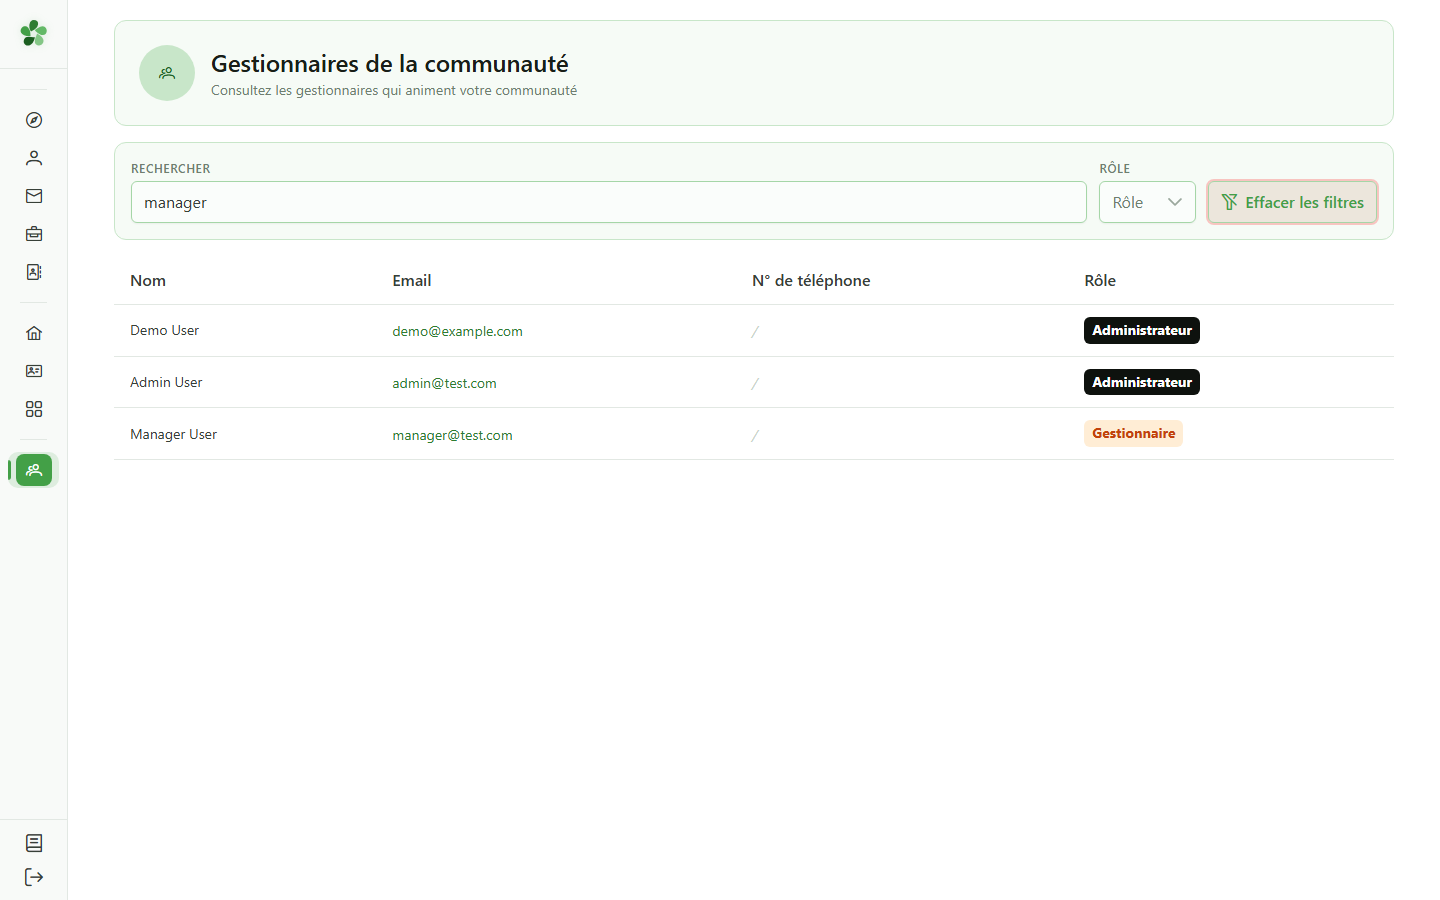 Gestionnaires de la communauté
Consultez les gestionnaires qui animent votre communauté
RECHERCHER
RÔLE
manager
Rôle
Effacer les filtres
Nom Email N° de téléphone Rôle
Demo User demo@example.com / Administrateur
Admin User admin@test.com / Administrateur
Manager User manager@test.com / Gestionnaire